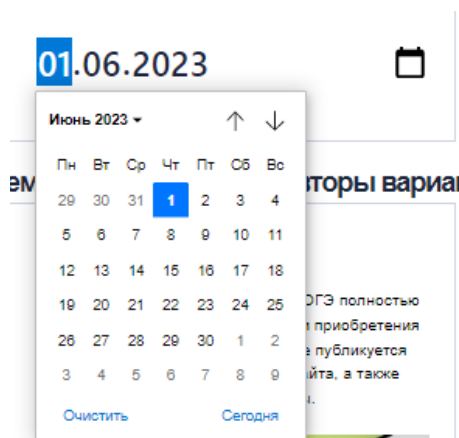 01.06.2023
Июнь 2023
Пн Вт Ср Чт Пт Сб Вс
29 30 31 1 2 3 4
5 6 7 8 9 10 11
12 13 14 15 16 17 18
19 20 21 22 23 24 25
26 27 28 29 30 1 2
3 4 5 6 7 8 9
Очистить Сегодня
ем
торы вариа
ОГЭ полностью
и приобретения
публикуется
йта, а также